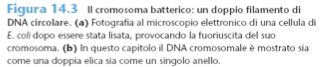 Figura 14.3 Il cromosoma batterico: un doppio filamento di
DNA circolare. (a) Fotografia al microscopio elettronico di una cellula di
E. coli dopo essere stata lisata, provocando la fuoriuscita del suo
cromosoma. (b) In questo capitolo il DNA cromosomale è mostrato sia
come una doppia elica sia come un singolo anello.